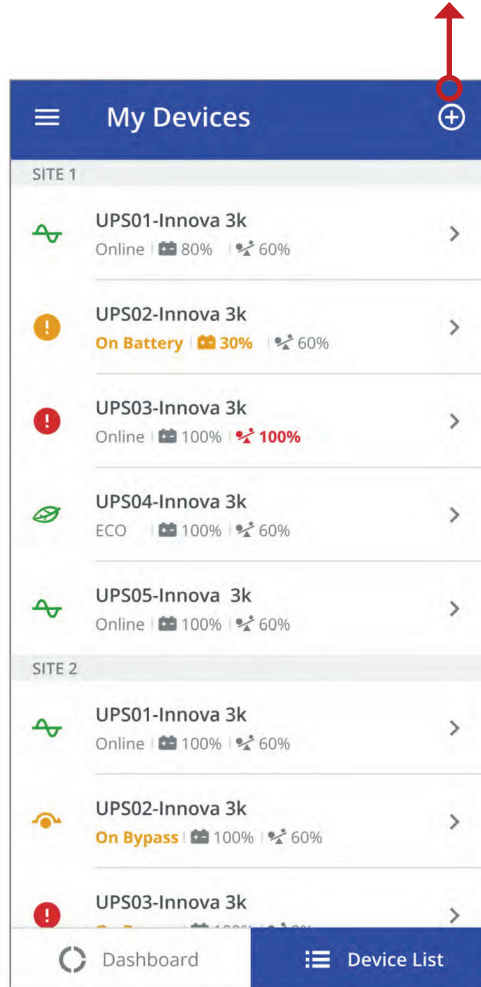 My Devices
SITE 1
UPS01-Innova 3k
Online 80% 60%
UPS02-Innova 3k
On Battery 30% 60%
UPS03-Innova 3k
Online 100% 100%
UPS04-Innova 3k
ECO 100% 60%
UPS05-Innova 3k
Online 100% 60%
SITE 2
UPS01-Innova 3k
Online 100% 60%
UPS02-Innova 3k
On Bypass 100% 60%
UPS03-Innova 3k
Dashboard Device List